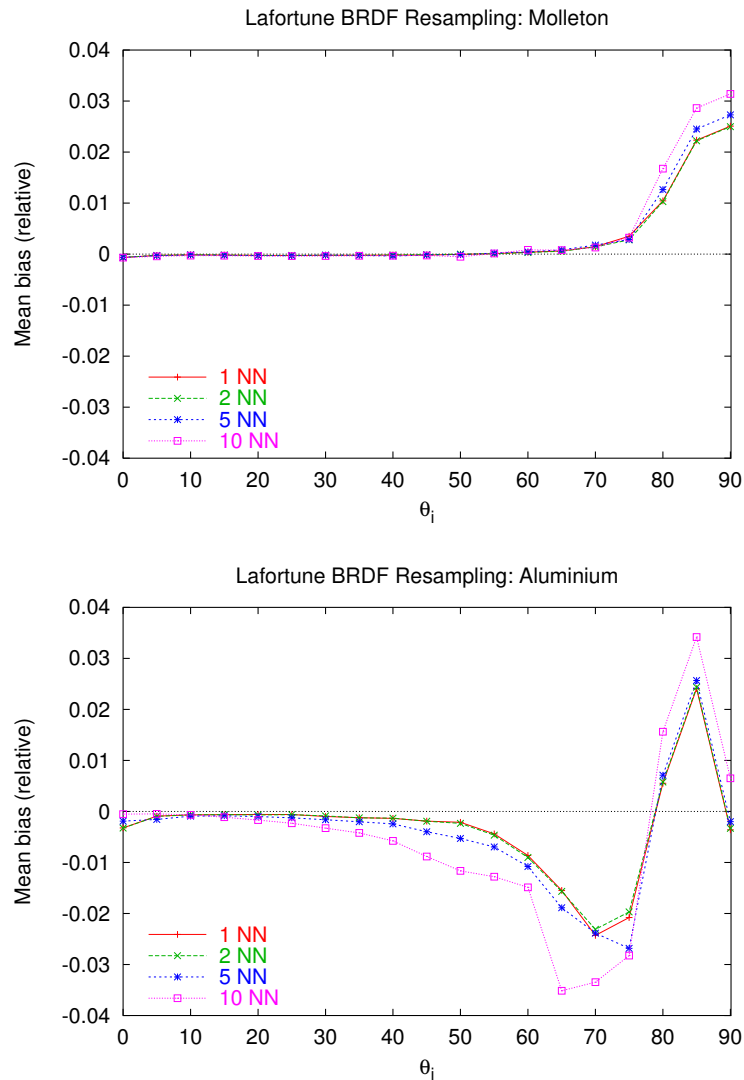 Lafortune BRDF Resampling: Molleton
0.04
0.03
0.02
0.01
0
-0.01
-0.02
-0.03
-0.04
Mean bias (relative)
1 NN
2 NN
5 NN
10 NN
0 10 20 30 40 50 60 70 80 90
θi
Lafortune BRDF Resampling: Aluminium
0.04
0.03
0.02
0.01
0
-0.01
-0.02
-0.03
-0.04
Mean bias (relative)
1 NN
2 NN
5 NN
10 NN
0 10 20 30 40 50 60 70 80 90
θi